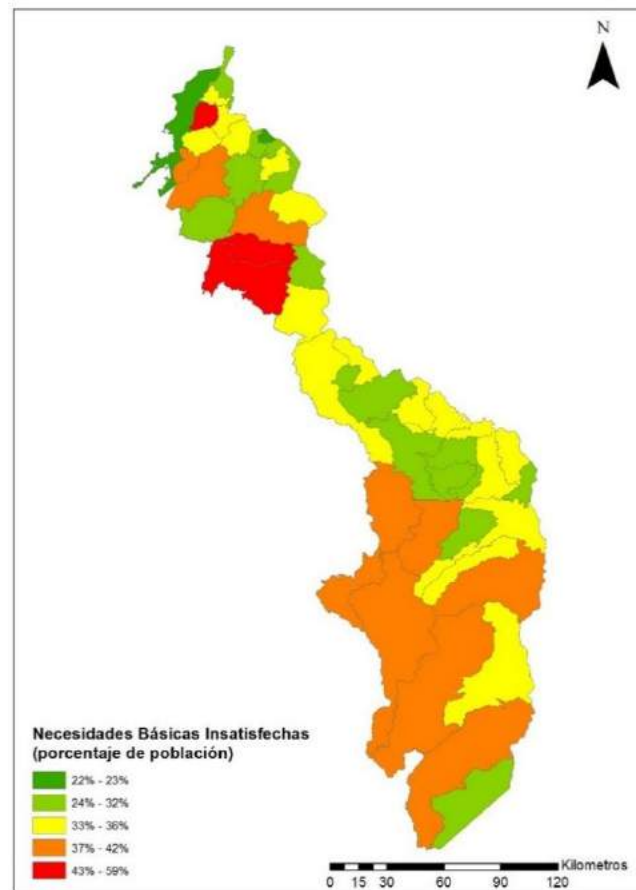 N
Necesidades Básicas Insatisfechas
(porcentaje de población)
22% - 23%
24% - 32%
33% - 36%
37% - 42%
43% - 59%
Kilometros
0 15 30 60 90 120